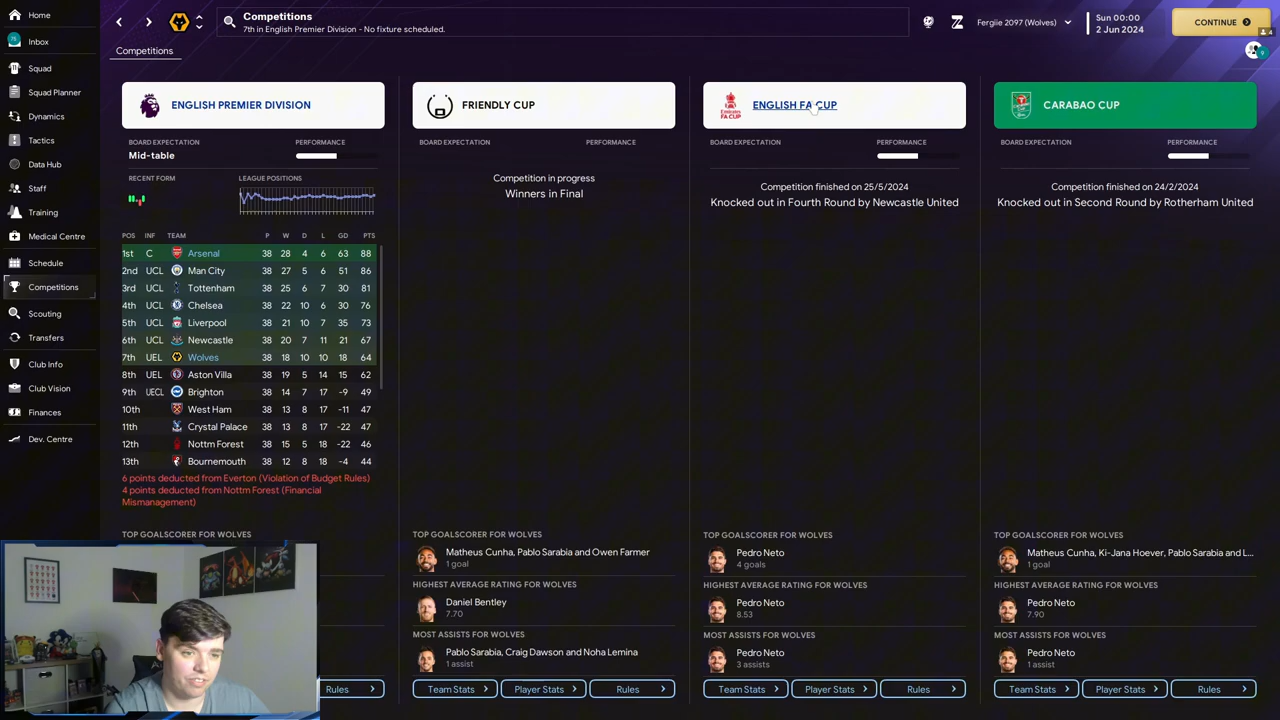 Home
Inbox
Squad
Squad Planner
Dynamics
Tactics
Data Hub
Staff
Training
Medical Centre
Schedule
Competitions
Scouting
Transfers
Club Info
Club Vision
Finances
Dev. Centre
Competitions
7th in English Premier Division - No fixture scheduled.
Fergiie 2097 (Wolves)
Sun 00:00
2 Jun 2024
CONTINUE
4
9
Competitions
ENGLISH PREMIER DIVISION
BOARD EXPECTATION PERFORMANCE
Mid-table
RECENT FORM LEAGUE POSITIONS
POS INF TEAM P W D L GD PTS
1st C Arsenal 38 28 4 6 63 88
2nd UCL Man City 38 27 5 6 51 86
3rd UCL Tottenham 38 25 6 7 30 81
4th UCL Chelsea 38 22 10 6 30 76
5th UCL Liverpool 38 21 10 7 35 73
6th UCL Newcastle 38 20 7 11 21 67
7th UEL Wolves 38 18 10 10 18 64
8th UEL Aston Villa 38 19 5 14 15 62
9th UECL Brighton 38 14 7 17 -9 49
10th West Ham 38 13 8 17 -11 47
11th Crystal Palace 38 13 8 17 -22 47
12th Nottm Forest 38 15 5 18 -22 46
13th Bournemouth 38 12 8 18 -4 44
6 points deducted from Everton (Violation of Budget Rules)
4 points deducted from Nottm Forest (Financial
Mismanagement)
TOP GOALSCORER FOR WOLVES
Rules
FRIENDLY CUP
BOARD EXPECTATION PERFORMANCE
Competition in progress
Winners in Final
TOP GOALSCORER FOR WOLVES
Matheus Cunha, Pablo Sarabia and Owen Farmer
1 goal
HIGHEST AVERAGE RATING FOR WOLVES
Daniel Bentley
7.70
MOST ASSISTS FOR WOLVES
Pablo Sarabia, Craig Dawson and Noha Lemina
1 assist
Team Stats Player Stats Rules
Emirates
FA CUP
ENGLISH FA CUP
BOARD EXPECTATION PERFORMANCE
Competition finished on 25/5/2024
Knocked out in Fourth Round by Newcastle United
TOP GOALSCORER FOR WOLVES
Pedro Neto
4 goals
HIGHEST AVERAGE RATING FOR WOLVES
Pedro Neto
8.53
MOST ASSISTS FOR WOLVES
Pedro Neto
3 assists
Team Stats Player Stats Rules
CARABAO CUP
BOARD EXPECTATION PERFORMANCE
Competition finished on 24/2/2024
Knocked out in Second Round by Rotherham United
TOP GOALSCORER FOR WOLVES
Matheus Cunha, Ki-Jana Hoever, Pablo Sarabia and L...
1 goal
HIGHEST AVERAGE RATING FOR WOLVES
Pedro Neto
7.90
MOST ASSISTS FOR WOLVES
Pedro Neto
1 assist
Team Stats Player Stats Rules